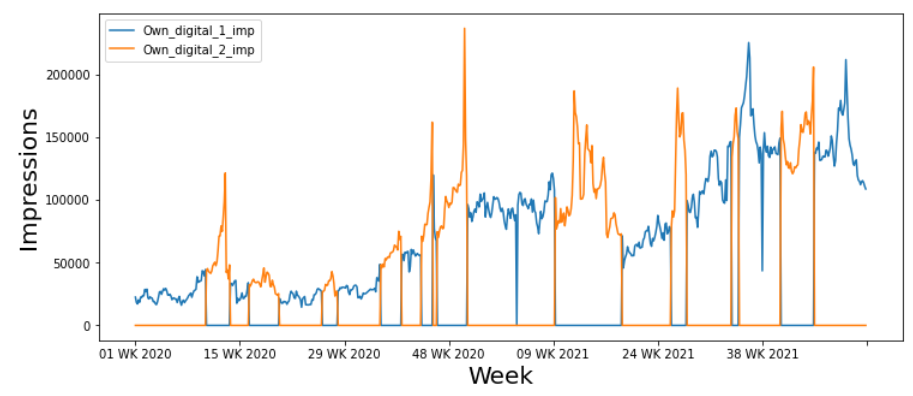 Own_digital_1_imp
Own_digital_2_imp
200000
150000
100000
50000
0
Impressions
01 WK 2020
15 WK 2020
29 WK 2020
48 WK 2020
09 WK 2021
24 WK 2021
38 WK 2021
Week